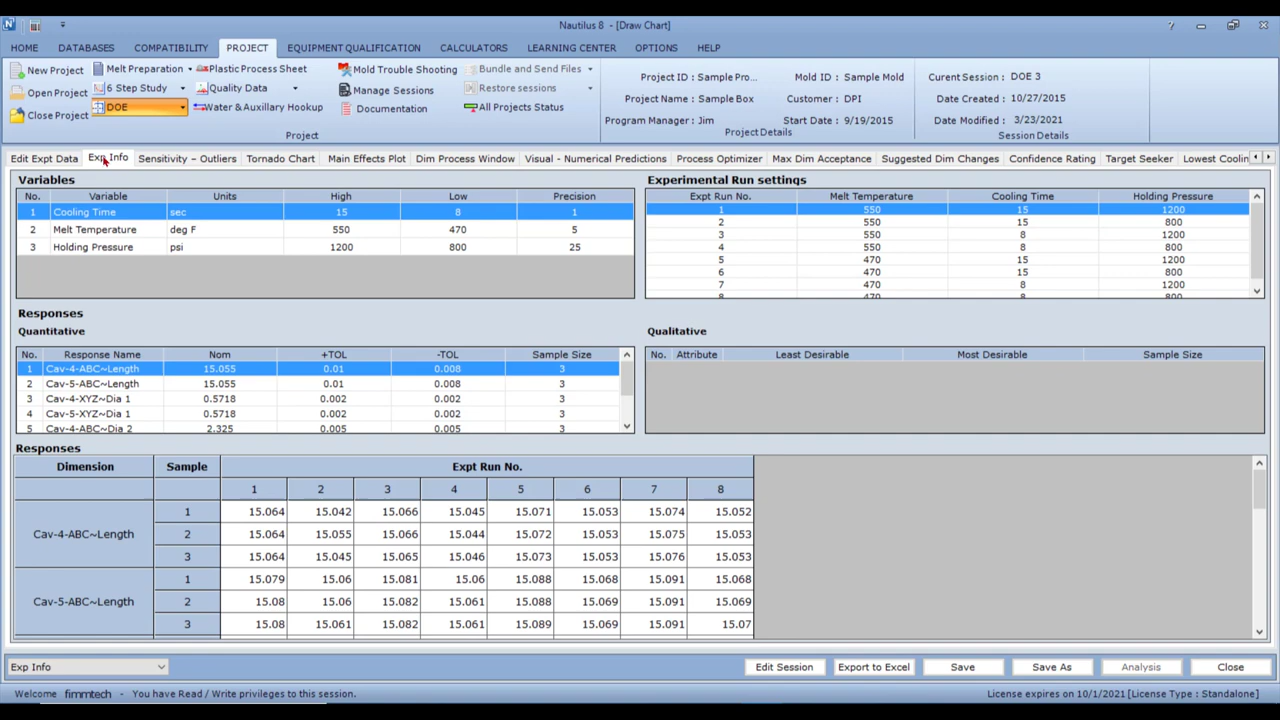 Nautilus 8 - [Draw Chart]
HOME DATABASES COMPATIBILITY PROJECT EQUIPMENT QUALIFICATION CALCULATORS LEARNING CENTER OPTIONS HELP
New Project Melt Preparation Plastic Process Sheet Mold Trouble Shooting Bundle and Send Files
Open Project 6 Step Study Quality Data Manage Sessions Restore sessions
Close Project DOE Water & Auxillary Hookup Documentation All Projects Status
Project
Project ID : Sample Pro... Mold ID : Sample Mold
Project Name : Sample Box Customer : DPI
Program Manager : Jim Start Date : 9/19/2015
Project Details
Curent Session : DOE 3
Date Created : 10/27/2015
Date Modified : 3/23/2021
Session Details
Edit Expt Data Exp Info Sensitivity – Outliers Tornado Chart Main Effects Plot Dim Process Window Visual - Numerical Predictions Process Optimizer Max Dim Acceptance Suggested Dim Changes Confidence Rating Target Seeker Lowest Coolin
Variables
No. Variable Units High Low Precision
1 Cooling Time sec 15 8 1
2 Melt Temperature deg F 550 470 5
3 Holding Pressure psi 1200 800 25
Experimental Run settings
Expt Run No. Melt Temperature Cooling Time Holding Pressure
1 550 15 1200
2 550 15 800
3 550 8 1200
4 550 8 800
5 470 15 1200
6 470 15 800
7 470 8 1200
8 470 8 800
Responses
Quantitative
No. Response Name Nom +TOL -TOL Sample Size
1 Cav-4-ABC~Length 15.055 0.01 0.008 3
2 Cav-5-ABC~Length 15.055 0.01 0.008 3
3 Cav-4-XYZ~Dia 1 0.5718 0.002 0.002 3
4 Cav-5-XYZ~Dia 1 0.5718 0.002 0.002 3
5 Cav-4-ABC~Dia 2 2.325 0.005 0.005 3
Qualitative
No. Attribute Least Desirable Most Desirable Sample Size
Responses
Dimension Sample Expt Run No.
1 2 3 4 5 6 7 8
1 15.064 15.042 15.066 15.045 15.071 15.053 15.074 15.052
Cav-4-ABC~Length 2 15.064 15.055 15.066 15.044 15.072 15.053 15.075 15.053
3 15.064 15.045 15.065 15.046 15.073 15.053 15.076 15.053
1 15.079 15.06 15.081 15.06 15.088 15.068 15.091 15.068
Cav-5-ABC~Length 2 15.08 15.06 15.082 15.061 15.088 15.069 15.091 15.069
3 15.08 15.061 15.082 15.061 15.089 15.069 15.091 15.07
Exp Info Edit Session Export to Excel Save Save As Analysis Close
Welcome fimmtech - You have Read / Write privileges to this session. License expires on 10/1/2021 [License Type : Standalone]